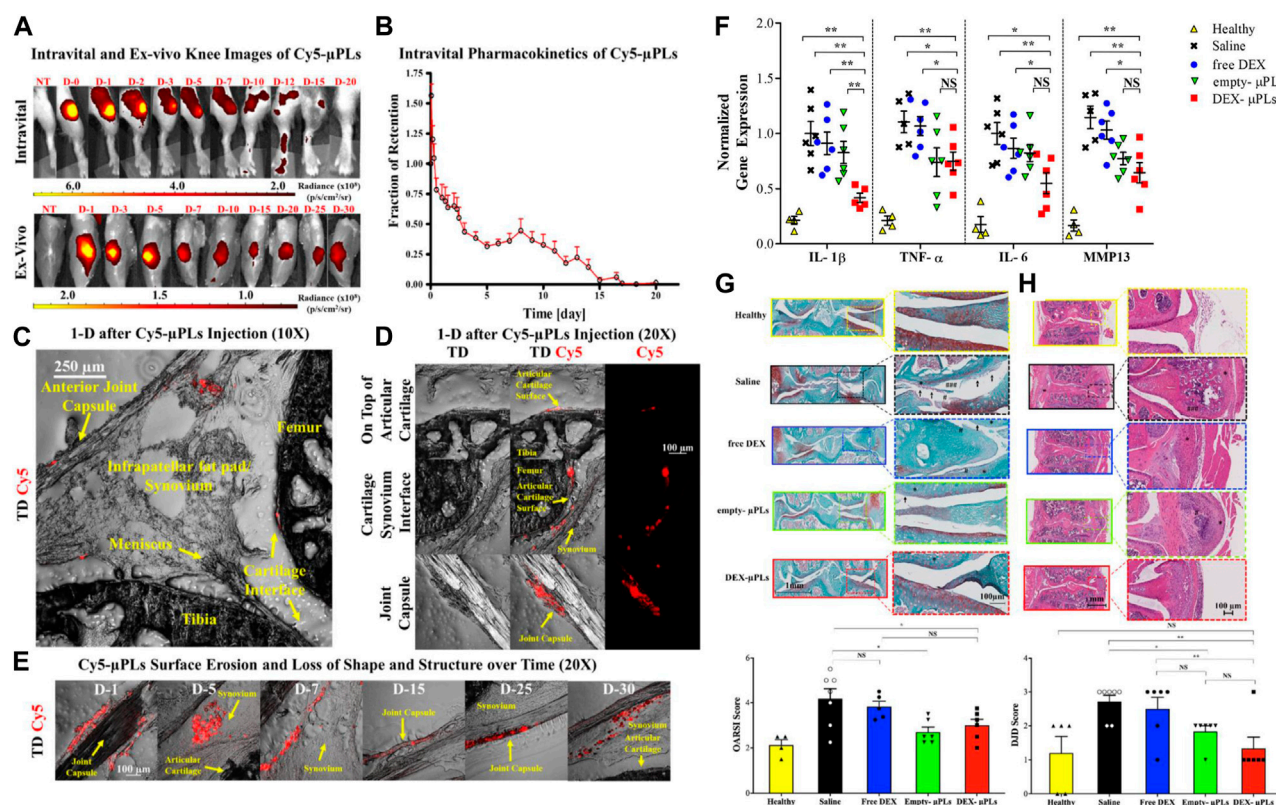 A
Intravital and Ex-vivo Knee Images of Cy5-µPLs
NT D-0 D-1 D-2 D-3 D-5 D-7 D-10 D-12 D-15 D-20
Intravital
6.0 4.0 2.0 Radiance (x10⁸)
(p/s/cm²/sr)
NT D-1 D-3 D-5 D-7 D-10 D-15 D-20 D-25 D-30
Ex-Vivo
2.0 1.5 1.0 Radiance (x10⁸)
(p/s/cm²/sr)
B
Intravital Pharmacokinetics of Cy5-µPLs
Fraction of Retention
1.75
1.50
1.25
1.00
0.75
0.50
0.25
0.00
0 5 10 15 20
Time [day]
C
1-D after Cy5-µPLs Injection (10X)
TD Cy5
250 µm
Anterior Joint
Capsule
Femur
Infrapatellar fat pad/
Synovium
Meniscus
Cartilage
Interface
Tibia
D
1-D after Cy5-µPLs Injection (20X)
TD TD Cy5 Cy5
On Top of
Articular
Cartilage
Articular
Cartilage
Surface
Tibia
100 µm
Cartilage
Synovium
Interface
Femur
Articular
Cartilage
Surface
Synovium
Joint
Capsule
Joint Capsule
E
Cy5-µPLs Surface Erosion and Loss of Shape and Structure over Time (20X)
TD Cy5
D-1 D-5 D-7 D-15 D-25 D-30
Joint
Capsule
100 µm
Synovium
Articular
Cartilage
Synovium
Joint Capsule
Synovium
Joint Capsule
Synovium
Articular
Cartilage
F
Normalized
Gene Expression
2.0
1.5
1.0
0.5
0.0
** ** ** **
** * * NS
* ** * NS
** ** * NS
IL- 1β TNF- α IL- 6 MMP13
Healthy
Saline
free DEX
empty- µPL
DEX- µPLs
G
Healthy
Saline
free DEX
empty- µPLs
DEX-µPLs
###
#
1mm
100µm
OARSI Score
6
4
2
0
* * NS NS
Healthy Saline Free DEX Empty- µPLs DEX- µPLs
H
###
1mm
100 µm
DJD Score
4
3
2
1
0
NS
**
* **
NS NS
Healthy Saline Free DEX Empty- µPLs DEX- µPLs